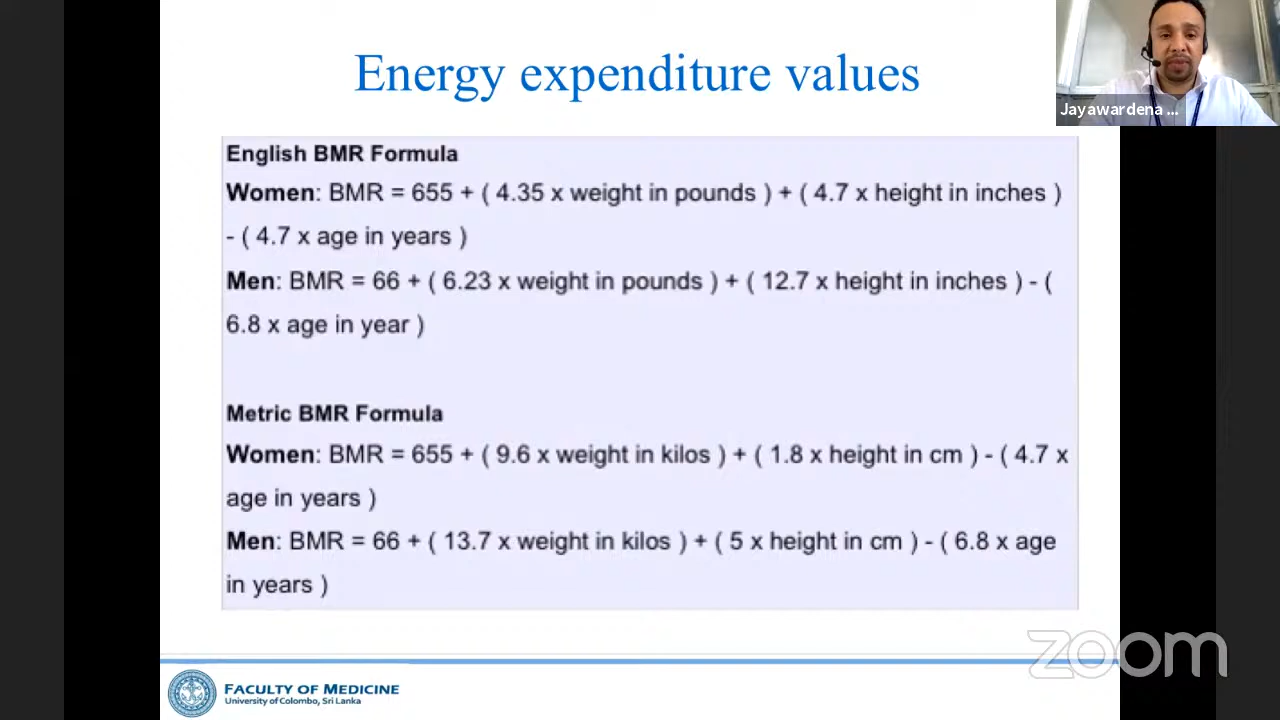 Energy expenditure values
Jayawardena ...
English BMR Formula
Women: BMR = 655 + ( 4.35 x weight in pounds ) + ( 4.7 x height in inches )
- ( 4.7 x age in years )
Men: BMR = 66 + ( 6.23 x weight in pounds ) + ( 12.7 x height in inches ) - (
6.8 x age in year )
Metric BMR Formula
Women: BMR = 655 + ( 9.6 x weight in kilos ) + ( 1.8 x height in cm ) - ( 4.7 x
age in years )
Men: BMR = 66 + ( 13.7 x weight in kilos ) + ( 5 x height in cm ) - ( 6.8 x age
in years )
zoom
FACULTY OF MEDICINE
University of Colombo, Sri Lanka